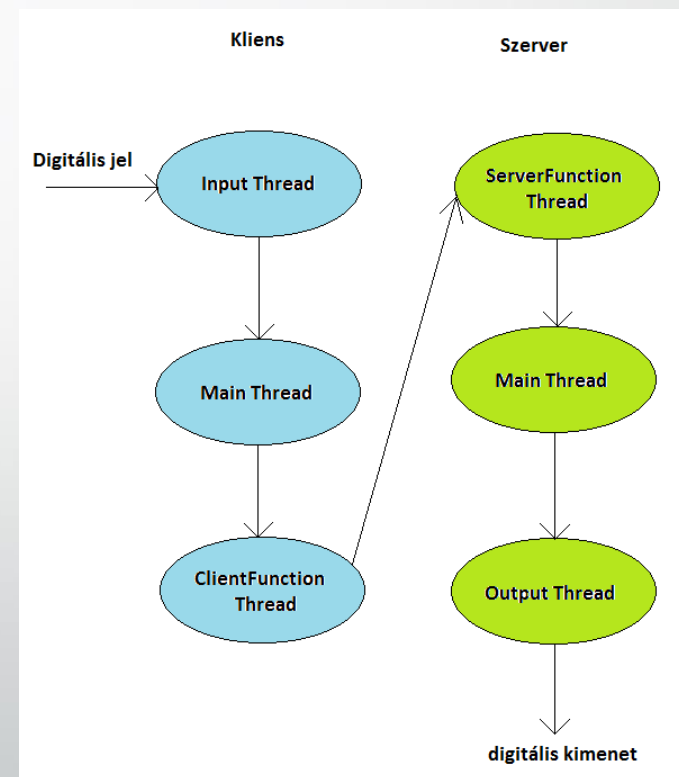 Kliens
Szerver
Digitális jel
Input Thread
ServerFunction
Thread
Main Thread
Main Thread
ClientFunction
Thread
Output Thread
digitális kimenet